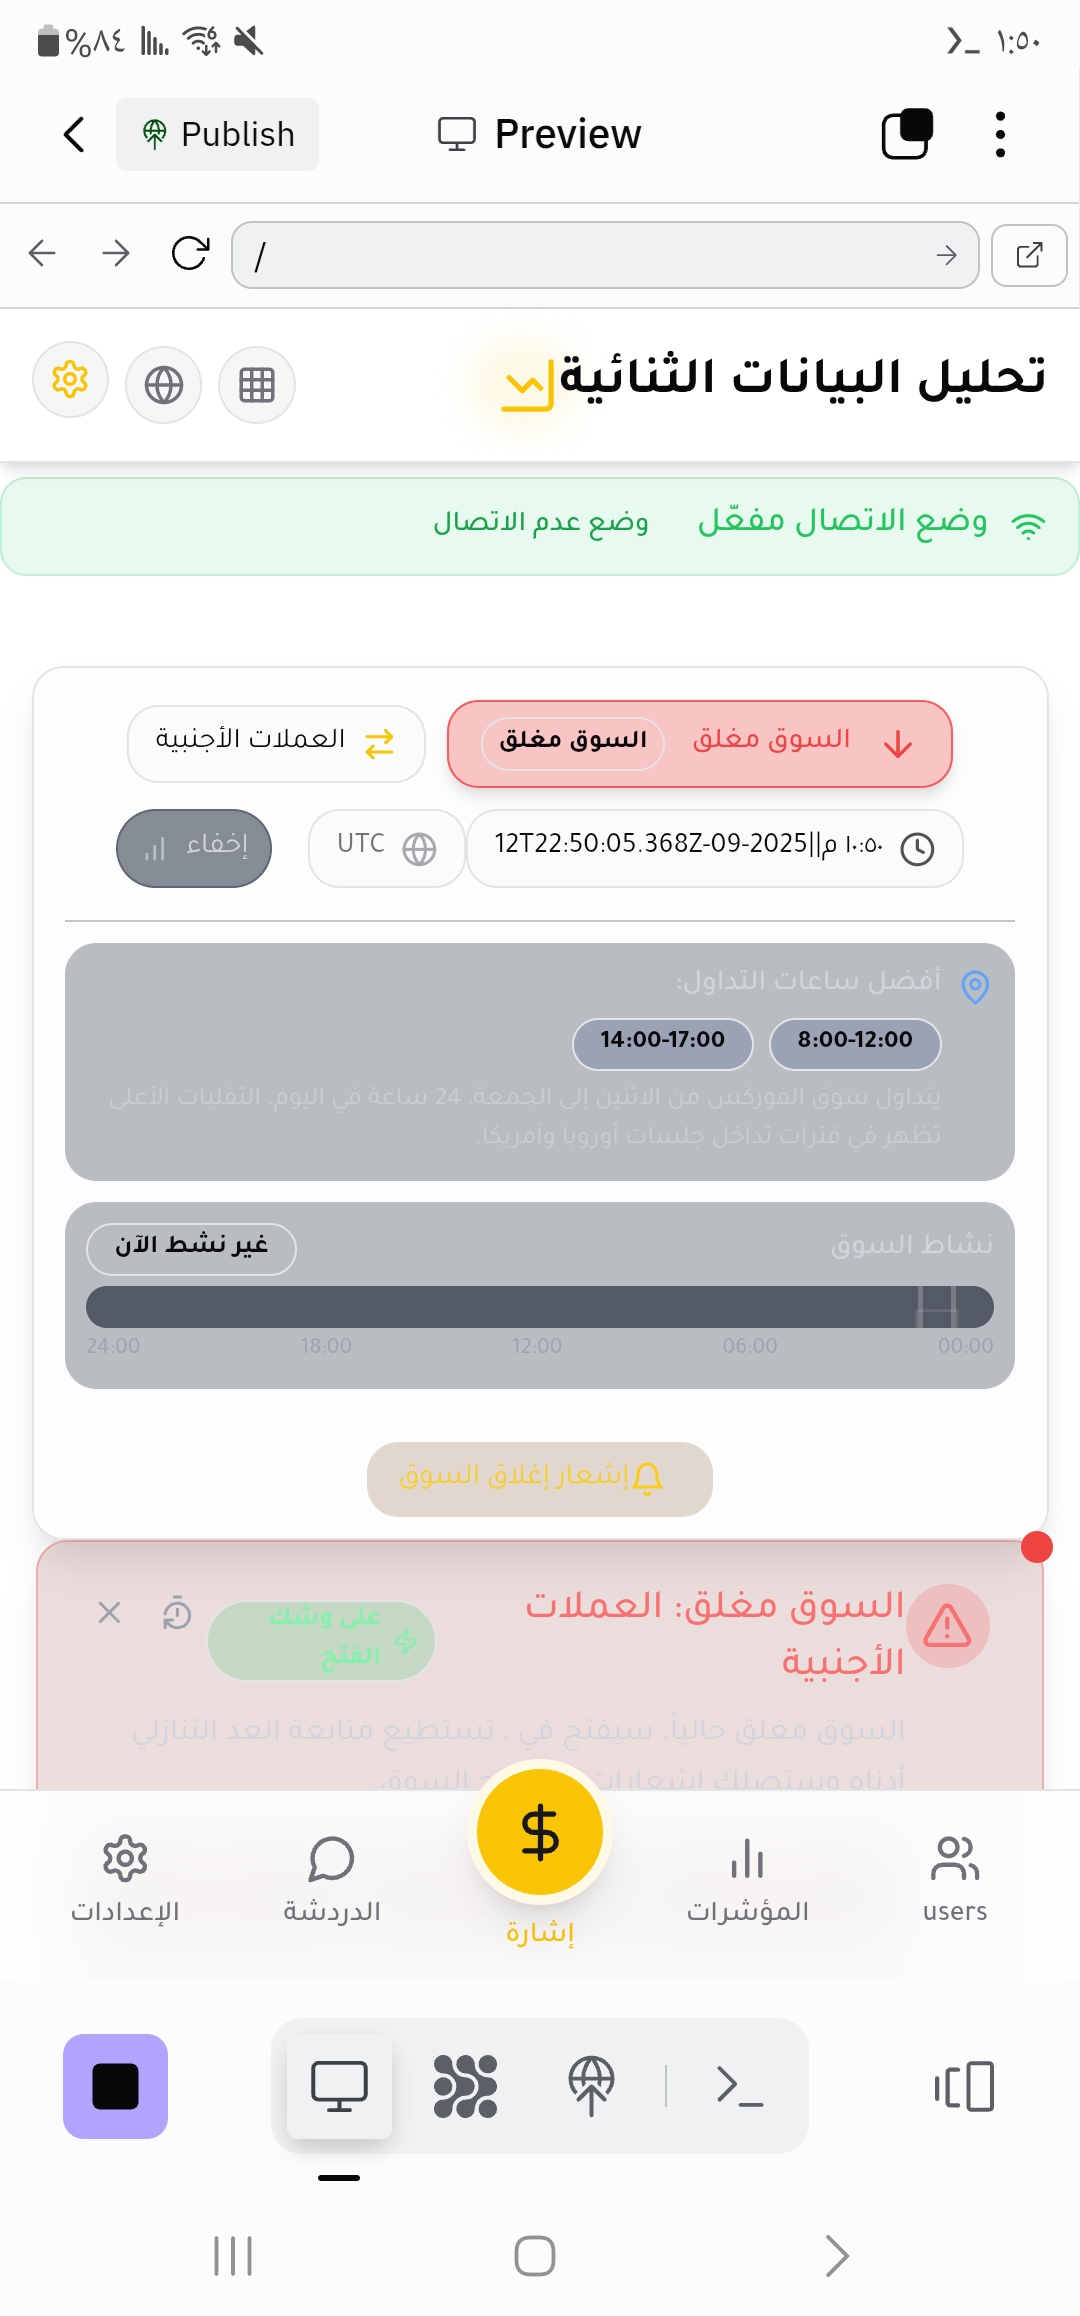 ١:٥٠
%٨٤
6
Publish
Preview
/
تحليل البيانات الثنائية
وضع الاتصال مفعّل
وضع عدم الاتصال
السوق مغلق
السوق مغلق
العملات الأجنبية
١٠:٥٠ م||12T22:50:05.368Z-09-2025
UTC
إخفاء
أفضل ساعات التداول:
8:00-12:00
14:00-17:00
يتداول سوق الفوركس من الاثنين إلى الجمعة، 24 ساعة في اليوم. التقلبات الأعلى
تظهر في فترات تداخل جلسات أوروبا وأمريكا.
نشاط السوق
غير نشط الآن
00:00
06:00
12:00
18:00
24:00
إشعار إغلاق السوق
السوق مغلق: العملات
الأجنبية
على وشك
الفتح
السوق مغلق حالياً. سيفتح في . تستطيع متابعة العد التنازلي
أدناه وستصلك إشعارات السوق.
users
المؤشرات
إشارة
الدردشة
الإعدادات